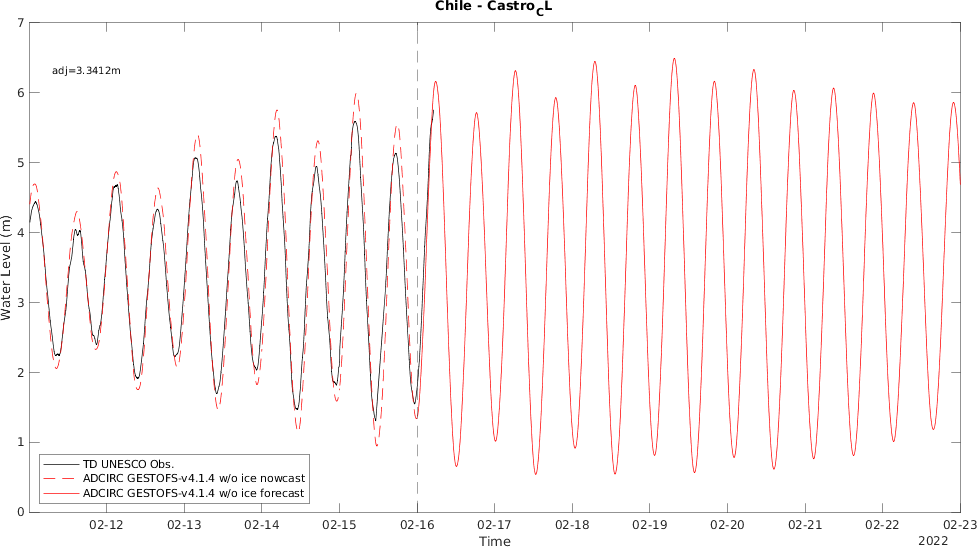 Chile - Castro_CL
7
adj=3.3412m
6
5
4
Water Level (m)
3
2
1
0
TD UNESCO Obs.
ADCIRC GESTOFS-v4.1.4 w/o ice nowcast
ADCIRC GESTOFS-v4.1.4 w/o ice forecast
02-12 02-13 02-14 02-15 02-16 02-17 02-18 02-19 02-20 02-21 02-22 02-23
Time
2022